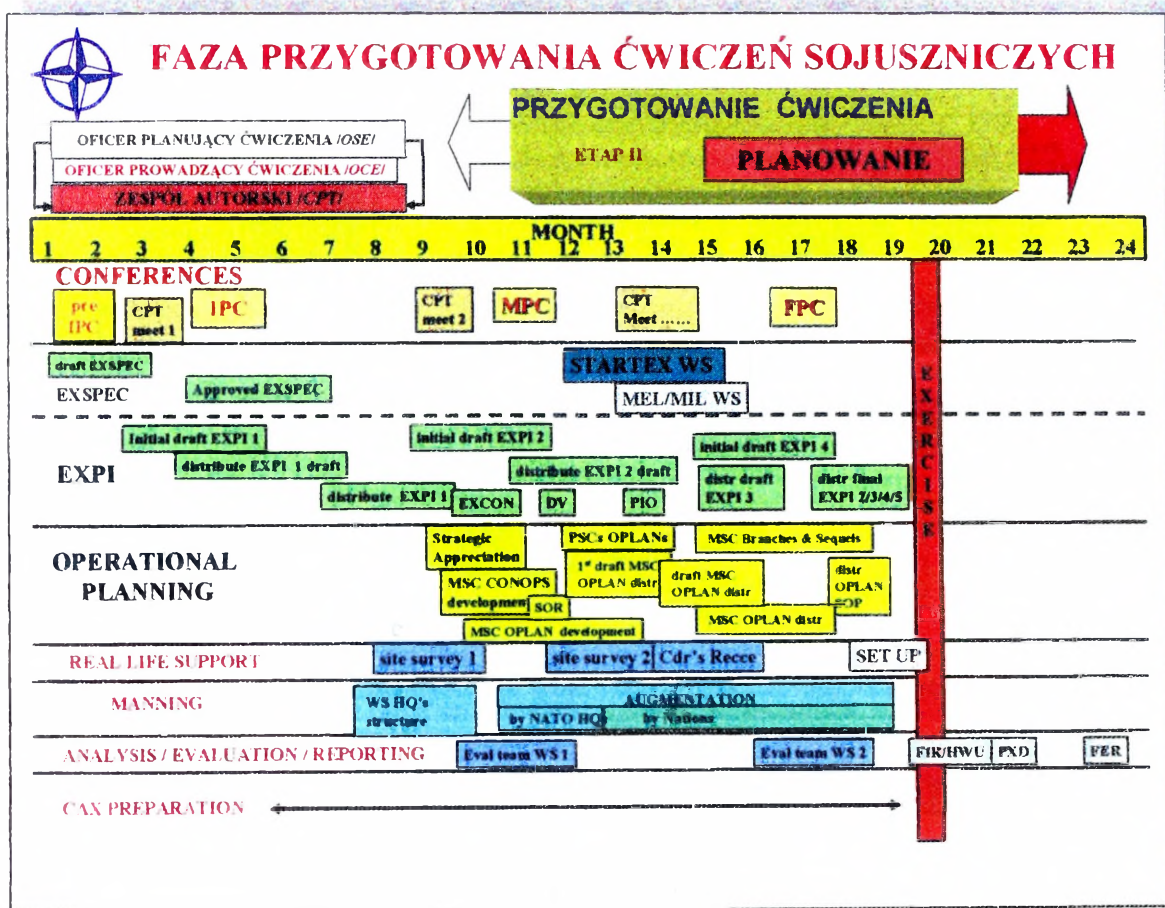 FAZA PRZYGOTOWANIA ĆWICZEŃ SOJUSZNICZYCH
OFICER PLANUJĄCY ĆWICZENIA /OSE/
OFICER PROWADZĄCY ĆWICZENIA /OCE/
ZESPÓŁ AUTORSKI /CPT/
PRZYGOTOWANIE ĆWICZENIA
ETAP II
PLANOWANIE
MONTH
1 2 3 4 5 6 7 8 9 10 11 12 13 14 15 16 17 18 19 20 21 22 23 24
CONFERENCES
pre
IPC
CPT
meet 1
IPC
CPT
meet 2
MPC
CPT
Meet ......
FPC
draft EXSPEC
EXSPEC
Approved EXSPEC
STARTEX WS
MEL/MIL WS
EXERCISE
EXPI
Initial draft EXPI 1
distribute EXPI 1 draft
distribute EXPI 1
initial draft EXPI 2
distribute EXPI 2 draft
EXCON
DV
PIO
initial draft EXPI 4
distr draft
EXPI 3
distr final
EXPI 2/3/4/5
OPERATIONAL
PLANNING
Strategic
Appreciation
MSC CONOPS
development
SOR
MSC OPLAN development
PSCs OPLANs
1st draft MSC
OPLAN distr
draft MSC
OPLAN distr
MSC Branches & Sequels
MSC OPLAN distr
distr
OPLAN
REAL LIFE SUPPORT
site survey 1
site survey 2
Cdr's Recce
SET UP
MANNING
WS HQ's
structure
AUGMENTATION
by NATO HQs
by Nations
ANALYSIS / EVALUATION / REPORTING
Eval team WS 1
Eval team WS 2
FIR/HWU
PXD
FER
CAX PREPARATION